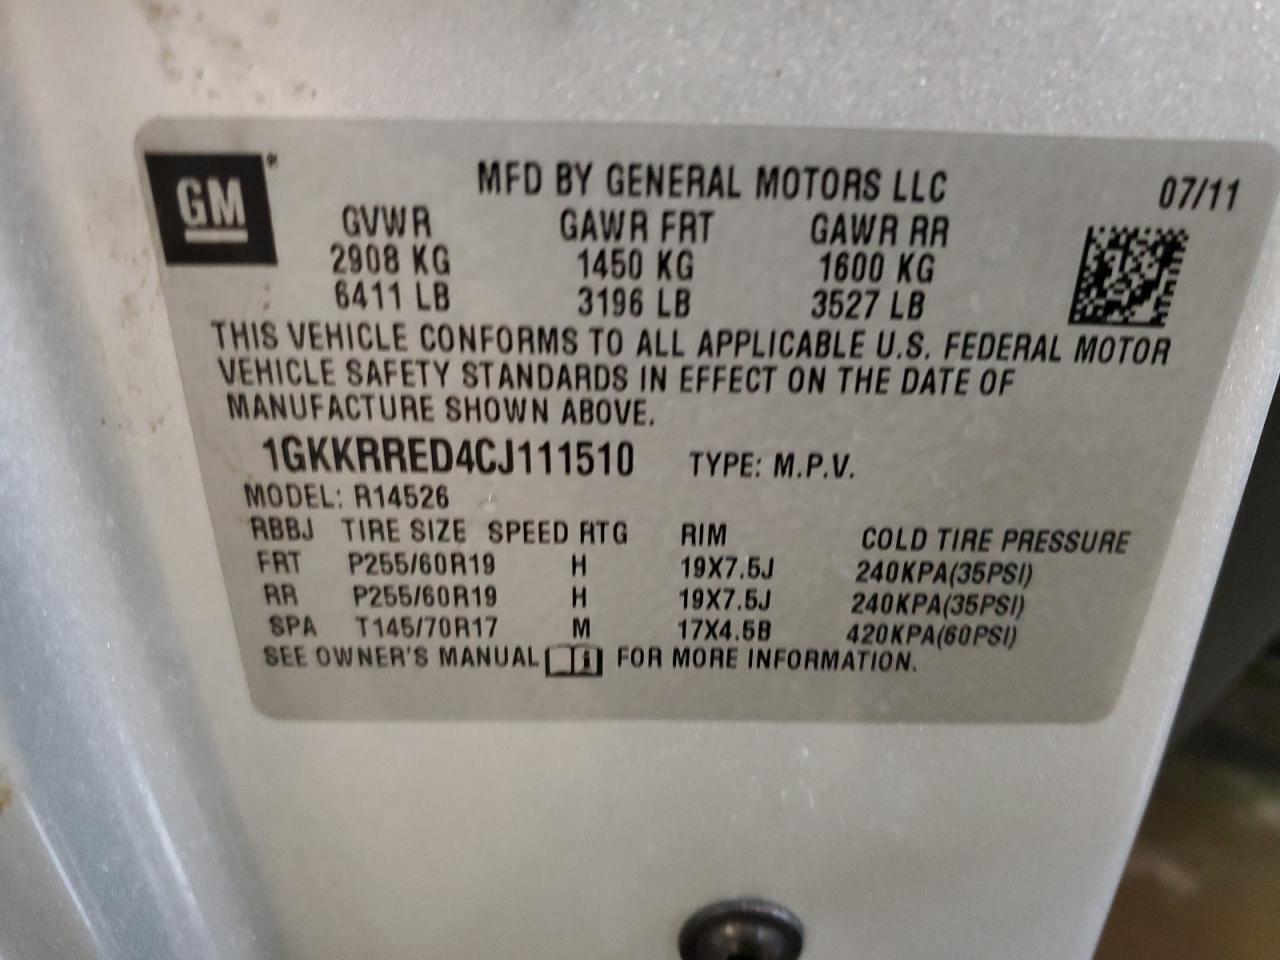 GM
MFD BY GENERAL MOTORS LLC 07/11
GVWR GAWR FRT GAWR RR
2908 KG 1450 KG 1600 KG
6411 LB 3196 LB 3527 LB
THIS VEHICLE CONFORMS TO ALL APPLICABLE U.S. FEDERAL MOTOR
VEHICLE SAFETY STANDARDS IN EFFECT ON THE DATE OF
MANUFACTURE SHOWN ABOVE.
1GKKRRED4CJ111510 TYPE: M.P.V.
MODEL: R14526
RBBJ TIRE SIZE SPEED RTG RIM COLD TIRE PRESSURE
FRT P255/60R19 H 19X7.5J 240KPA(35PSI)
RR P255/60R19 H 19X7.5J 240KPA(35PSI)
SPA T145/70R17 M 17X4.5B 420KPA(60PSI)
SEE OWNER'S MANUAL FOR MORE INFORMATION.